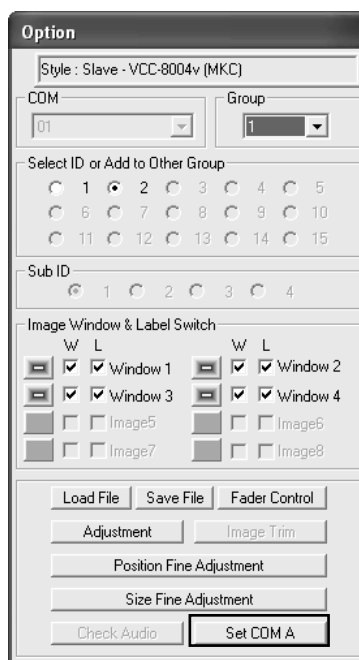 Option
Style : Slave - VCC-8004v (MKC)
COM Group
01 1
Select ID or Add to Other Group
1 2 3 4 5
6 7 8 9 10
11 12 13 14 15
Sub ID
1 2 3 4
Image Window & Label Switch
W L W L
Window 1 Window 2
Window 3 Window 4
Image5 Image6
Image7 Image8
Load File Save File Fader Control
Adjustment Image Trim
Position Fine Adjustment
Size Fine Adjustment
Check Audio Set COM A